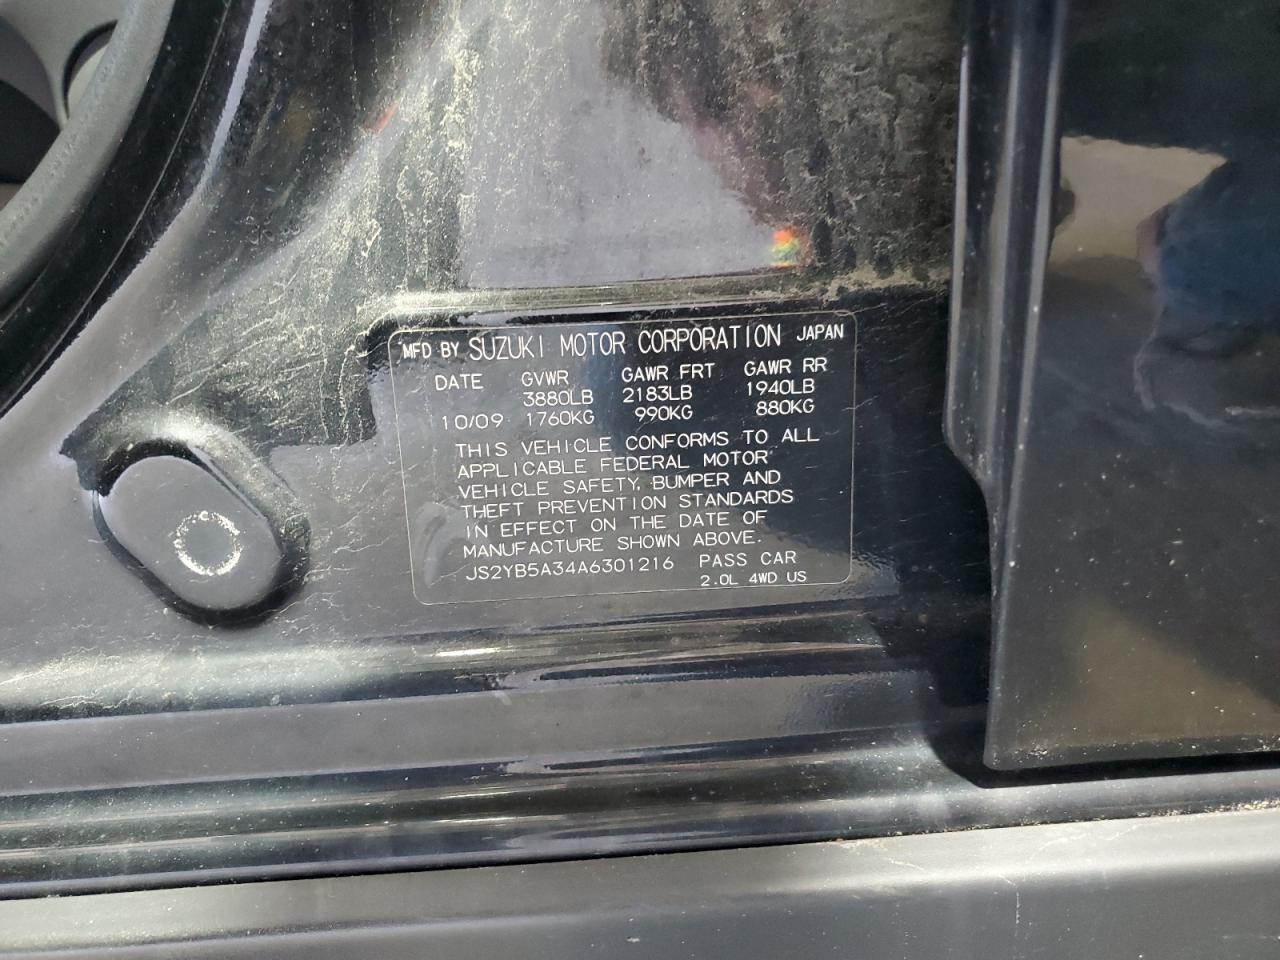 MFD BY SUZUKI MOTOR CORPORATION JAPAN
DATE GVWR GAWR FRT GAWR RR
3880LB 2183LB 1940LB
10/09 1760KG 990KG 880KG
THIS VEHICLE CONFORMS TO ALL
APPLICABLE FEDERAL MOTOR
VEHICLE SAFETY, BUMPER AND
THEFT PREVENTION STANDARDS
IN EFFECT ON THE DATE OF
MANUFACTURE SHOWN ABOVE.
JS2YB5A34A6301216 PASS CAR
2.0L 4WD US